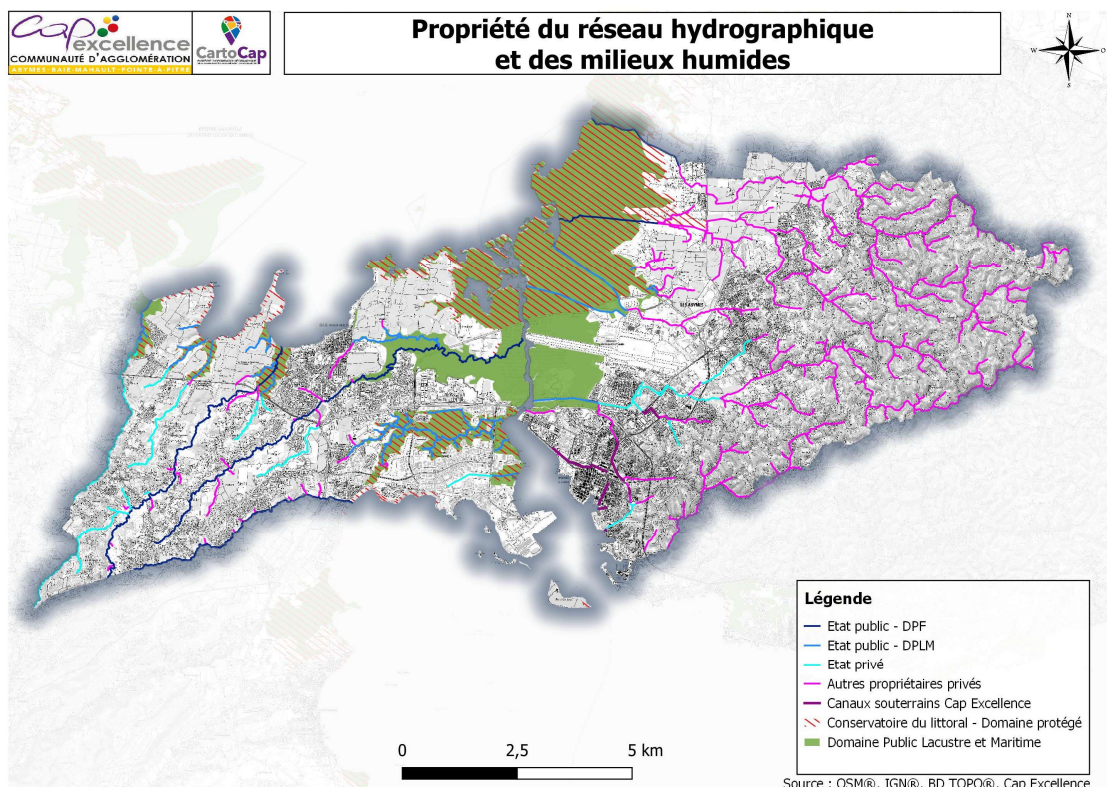 Cap
excellence
COMMUNAUTÉ D'AGGLOMÉRATION
ABYMES-BAIE-MAHAULT-POINTE-A-PITRE
CartoCap
Propriété du réseau hydrographique
et des milieux humides
N
W
O
S
LES ABYMES
Légende
Etat public - DPF
Etat public - DPLM
Etat privé
Autres propriétaires privés
Canaux souterrains Cap Excellence
Conservatoire du littoral - Domaine protégé
Domaine Public Lacustre et Maritime
0 2,5 5 km
Source : OSM®, IGN®, BD TOPO®, Cap Excellence